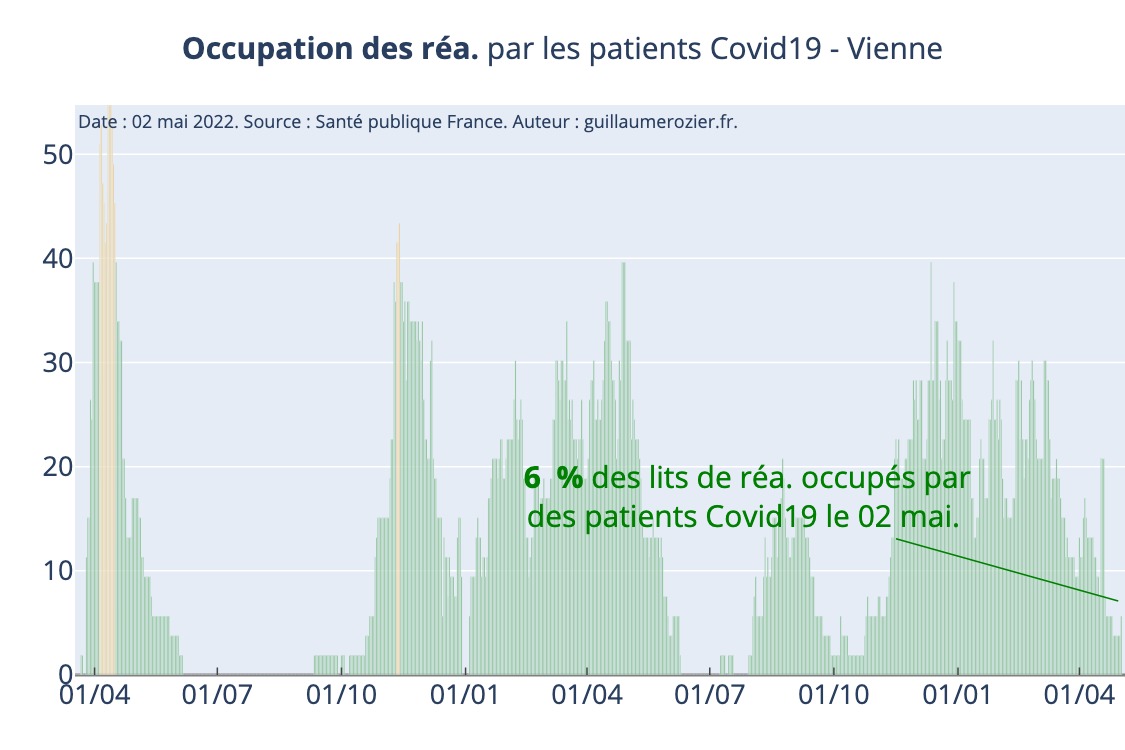 Occupation des réa. par les patients Covid19 - Vienne
Date : 02 mai 2022. Source : Santé publique France. Auteur : guillaumerozier.fr.
50
40
30
20
10
0
6 % des lits de réa. occupés par
des patients Covid19 le 02 mai.
01/04 01/07 01/10 01/01 01/04 01/07 01/10 01/01 01/04